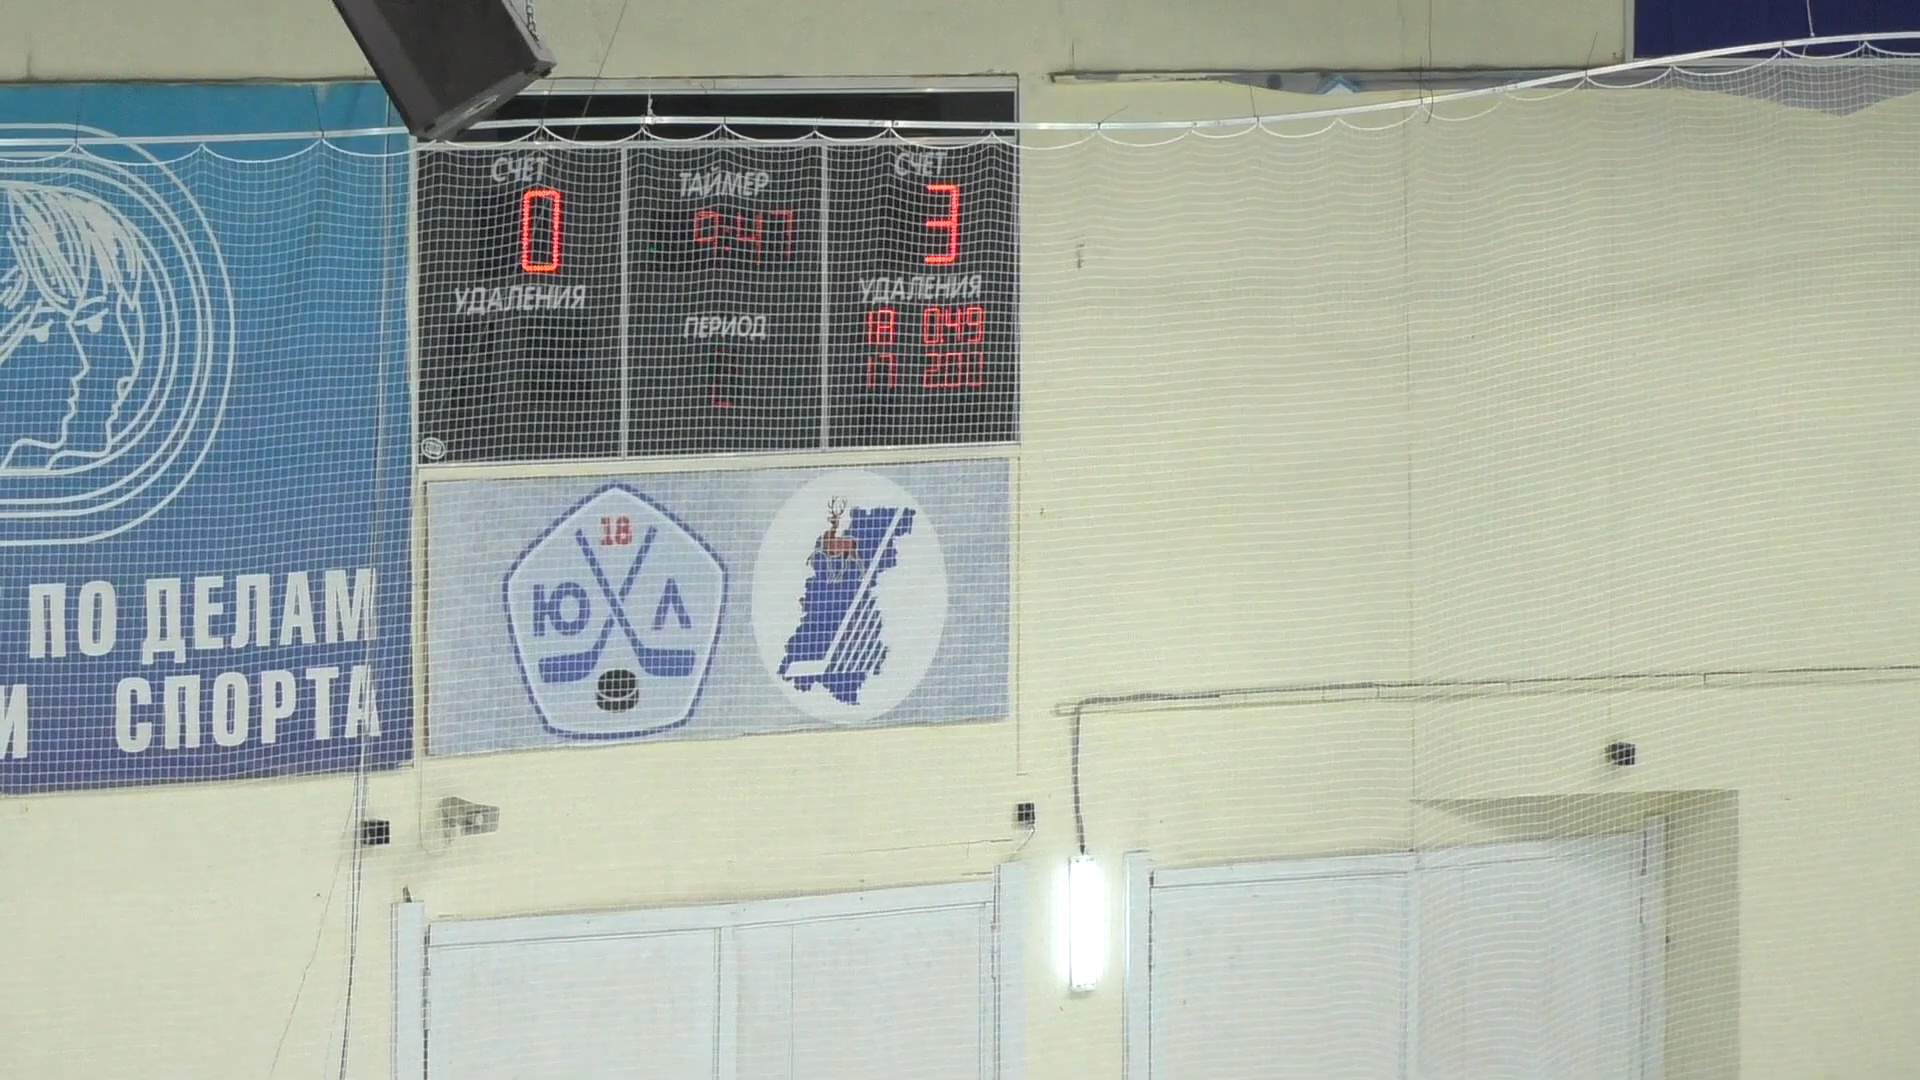 СЧЕТ
ТАЙМЕР
СЧЕТ
0
9:47
3
УДАЛЕНИЯ
ПЕРИОД
УДАЛЕНИЯ
18 0:49
17 2:00
18
ЮХЛ
ПО ДЕЛАМ
И СПОРТА